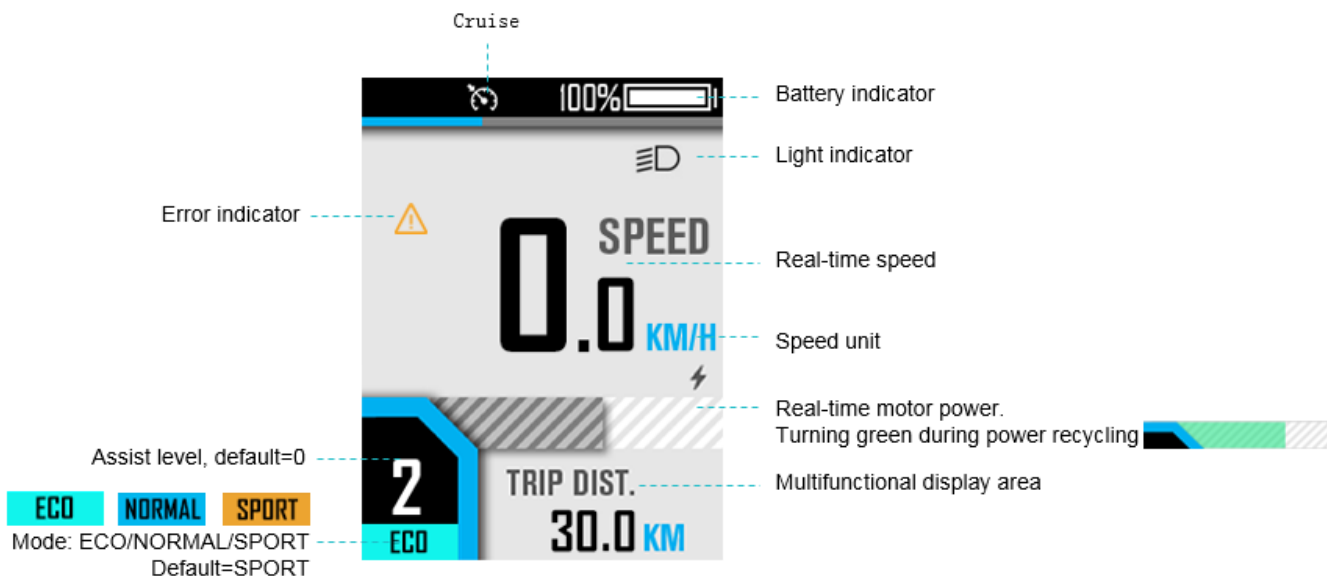 Cruise
100%
Battery indicator
Light indicator
Error indicator
SPEED
Real-time speed
0.0
KM/H
Speed unit
Real-time motor power.
Turning green during power recycling
Assist level, default=0
2
TRIP DIST.
Multifunctional display area
ECO NORMAL SPORT
30.0 KM
Mode: ECO/NORMAL/SPORT
ECO
Default=SPORT